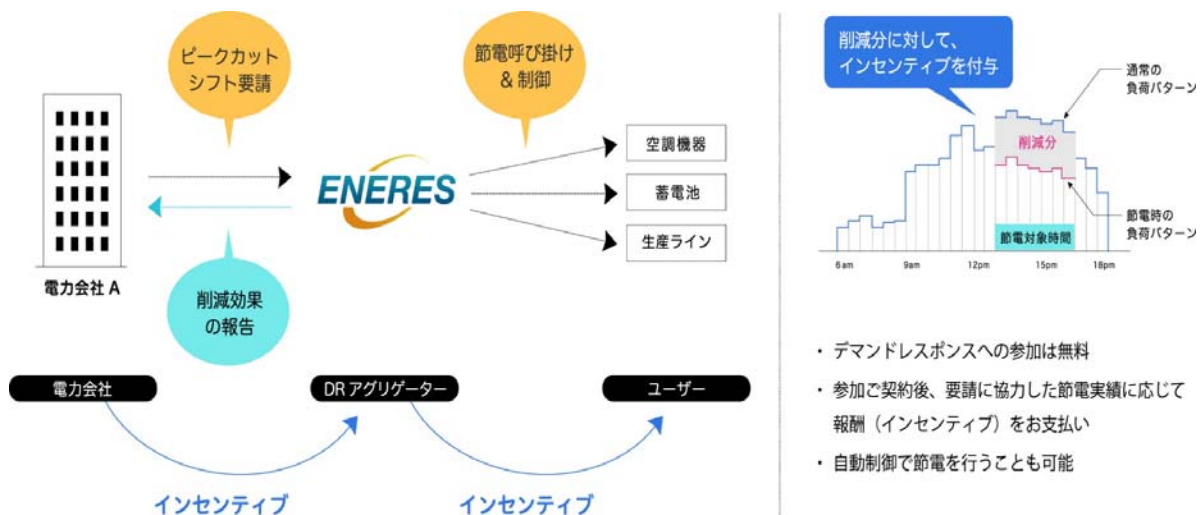 ピークカット
シフト要請
節電呼び掛け
& 制御
電力会社 A
ENERES
空調機器
蓄電池
生産ライン
削減効果
の報告
電力会社
DR アグリゲーター
ユーザー
インセンティブ
インセンティブ
削減分に対して、
インセンティブを付与
通常の
負荷パターン
削減分
節電時の
負荷パターン
節電対象時間
6am
9am
12pm
15pm
18pm
・ デマンドレスポンスへの参加は無料
・ 参加ご契約後、要請に協力した節電実績に応じて
報酬（インセンティブ）をお支払い
・ 自動制御で節電を行うことも可能